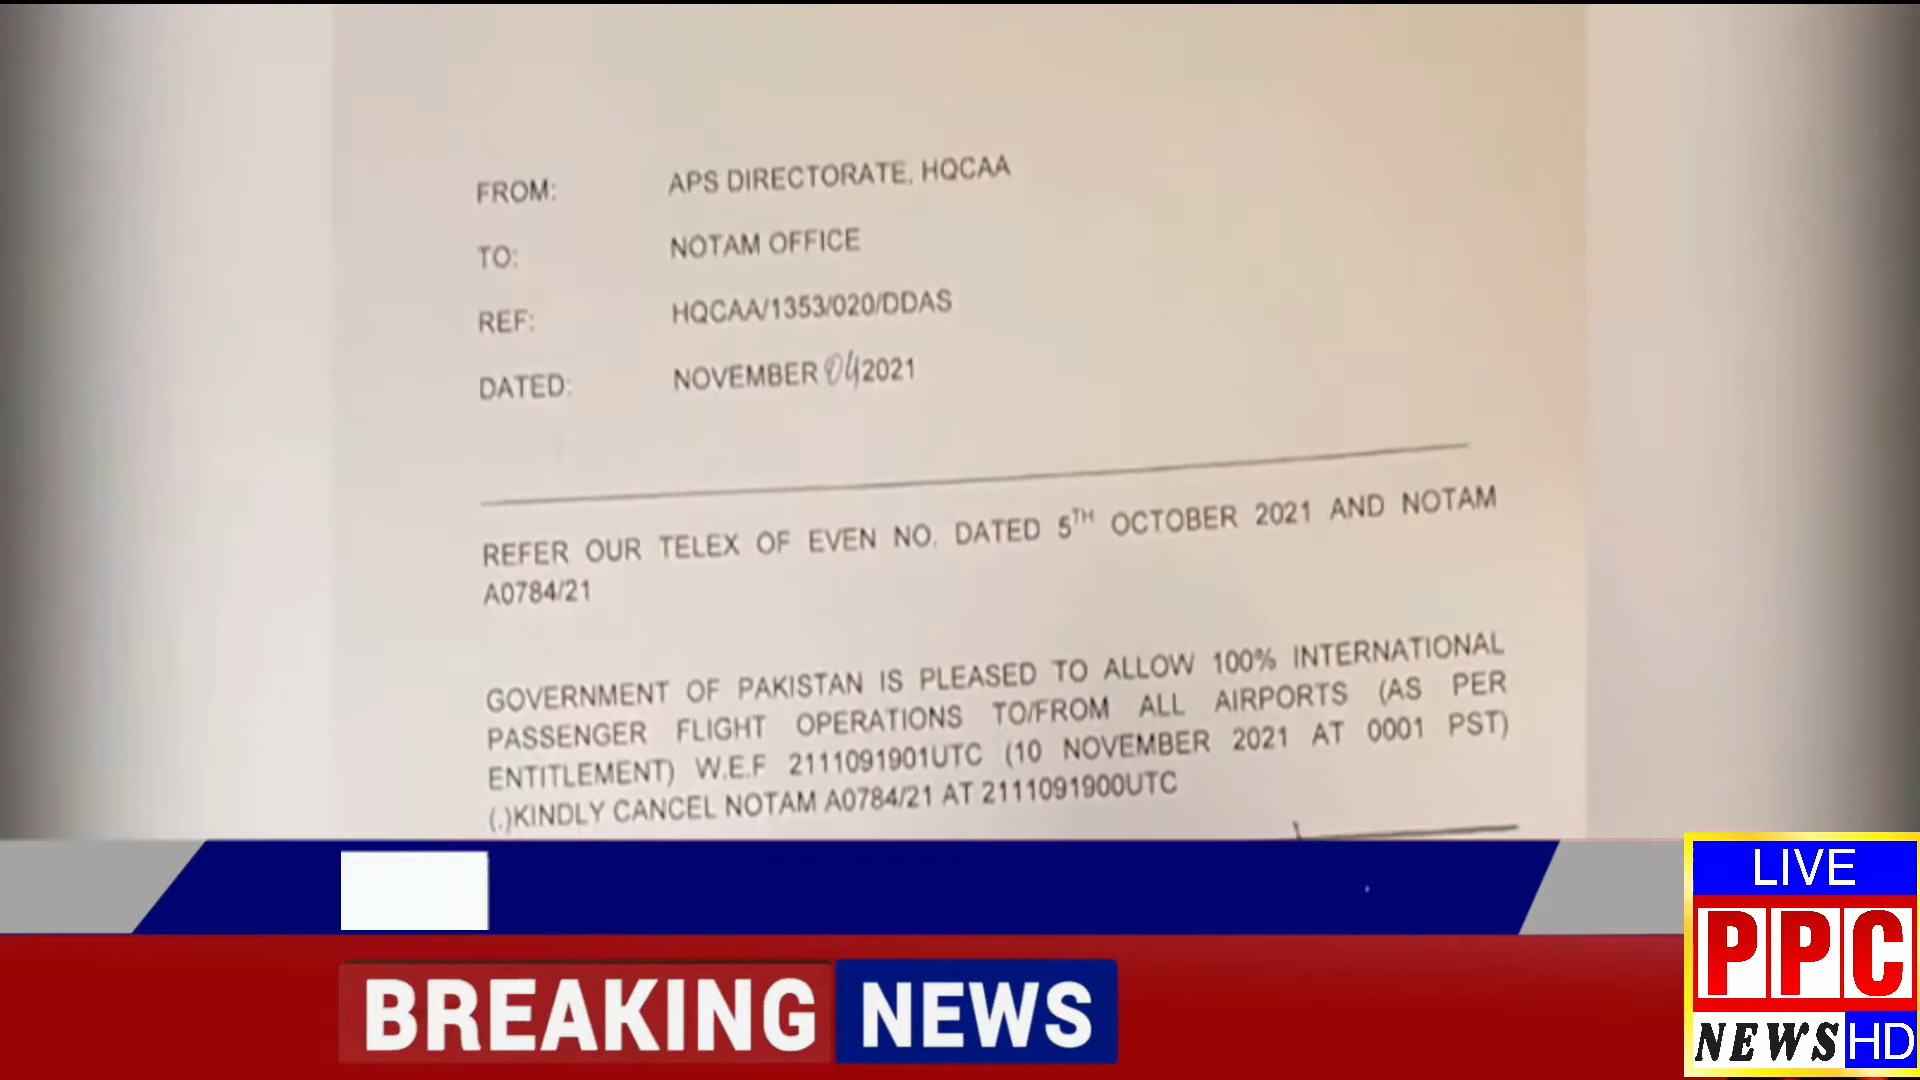 FROM: APS DIRECTORATE, HQCAA
TO: NOTAM OFFICE
REF: HQCAA/1353/020/DDAS
DATED: NOVEMBER 04 2021
REFER OUR TELEX OF EVEN NO. DATED 5TH OCTOBER 2021 AND NOTAM
A0784/21
GOVERNMENT OF PAKISTAN IS PLEASED TO ALLOW 100% INTERNATIONAL
PASSENGER FLIGHT OPERATIONS TO/FROM ALL AIRPORTS (AS PER
ENTITLEMENT) W.E.F 2111091901UTC (10 NOVEMBER 2021 AT 0001 PST)
(.)KINDLY CANCEL NOTAM A0784/21 AT 2111091900UTC
BREAKING NEWS
LIVE
PPC
NEWS HD